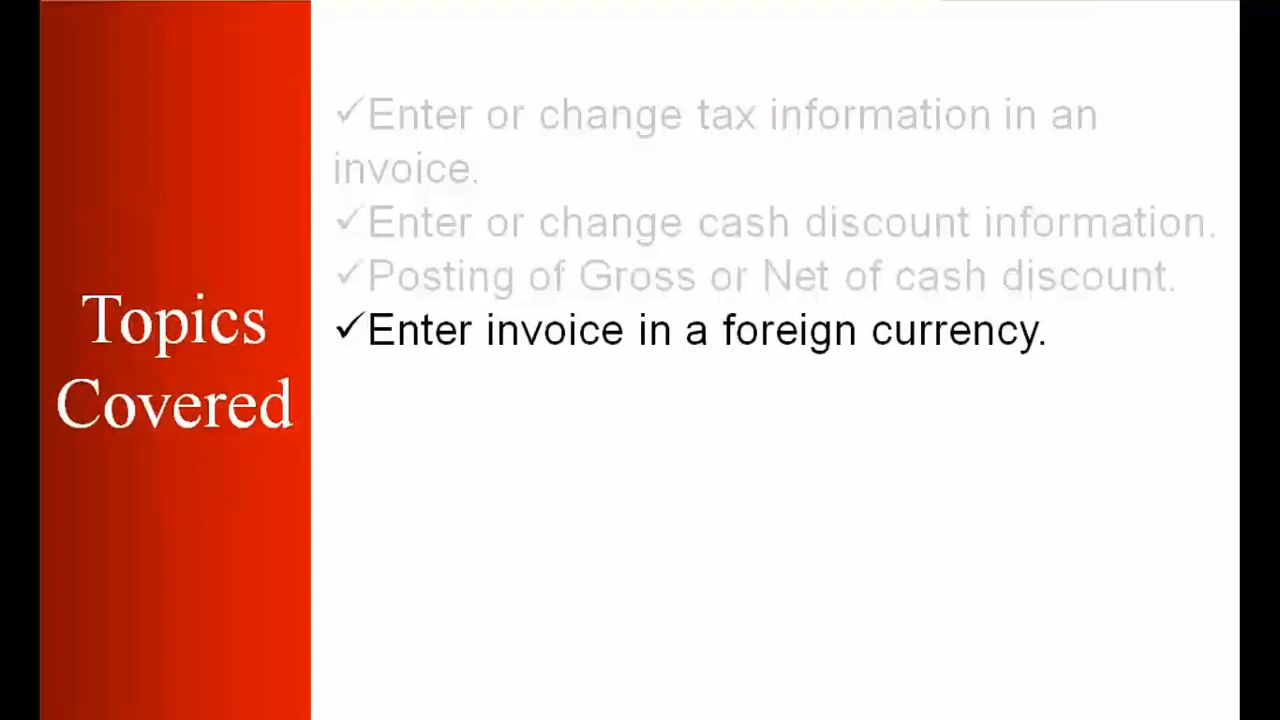 Topics
Covered
✓Enter or change tax information in an
invoice.
✓Enter or change cash discount information.
✓Posting of Gross or Net of cash discount.
✓Enter invoice in a foreign currency.